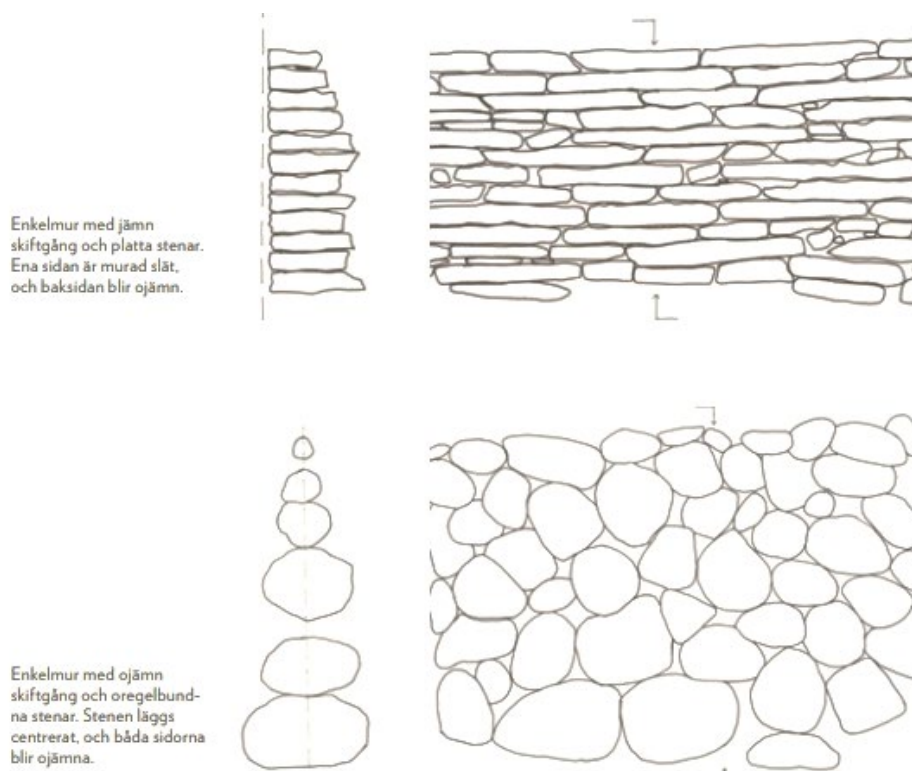 Enkelmur med jämn
skiftgång och platta stenar.
Ena sidan är murad slät,
och baksidan blir ojämn.
Enkelmur med ojämn
skiftgång och oregelbund-
na stenar. Stenen läggs
centrerat, och båda sidorna
blir ojämna.